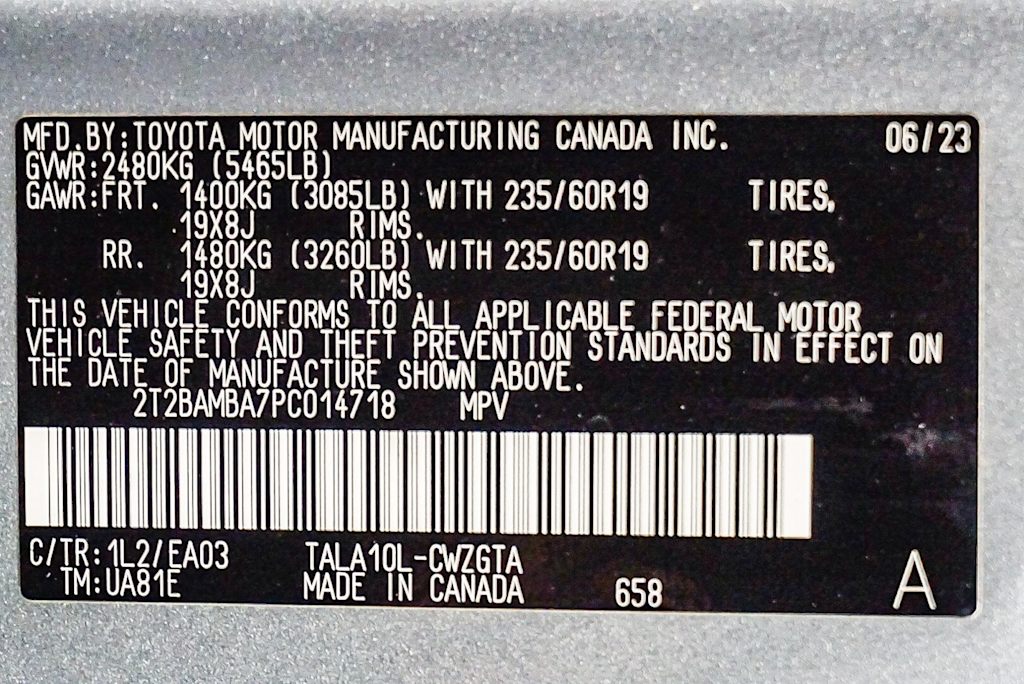 MFD.BY:TOYOTA MOTOR MANUFACTURING CANADA INC. 06/23
GVWR:2480KG (5465LB)
GAWR:FRT. 1400KG (3085LB) WITH 235/60R19 TIRES,
19X8J RIMS.
RR. 1480KG (3260LB) WITH 235/60R19 TIRES,
19X8J RIMS.
THIS VEHICLE CONFORMS TO ALL APPLICABLE FEDERAL MOTOR
VEHICLE SAFETY AND THEFT PREVENTION STANDARDS IN EFFECT ON
THE DATE OF MANUFACTURE SHOWN ABOVE.
2T2BAMBA7PC014718 MPV
C/TR:1L2/EA03 TALA10L-CWZGTA
TM:UA81E MADE IN CANADA 658 A